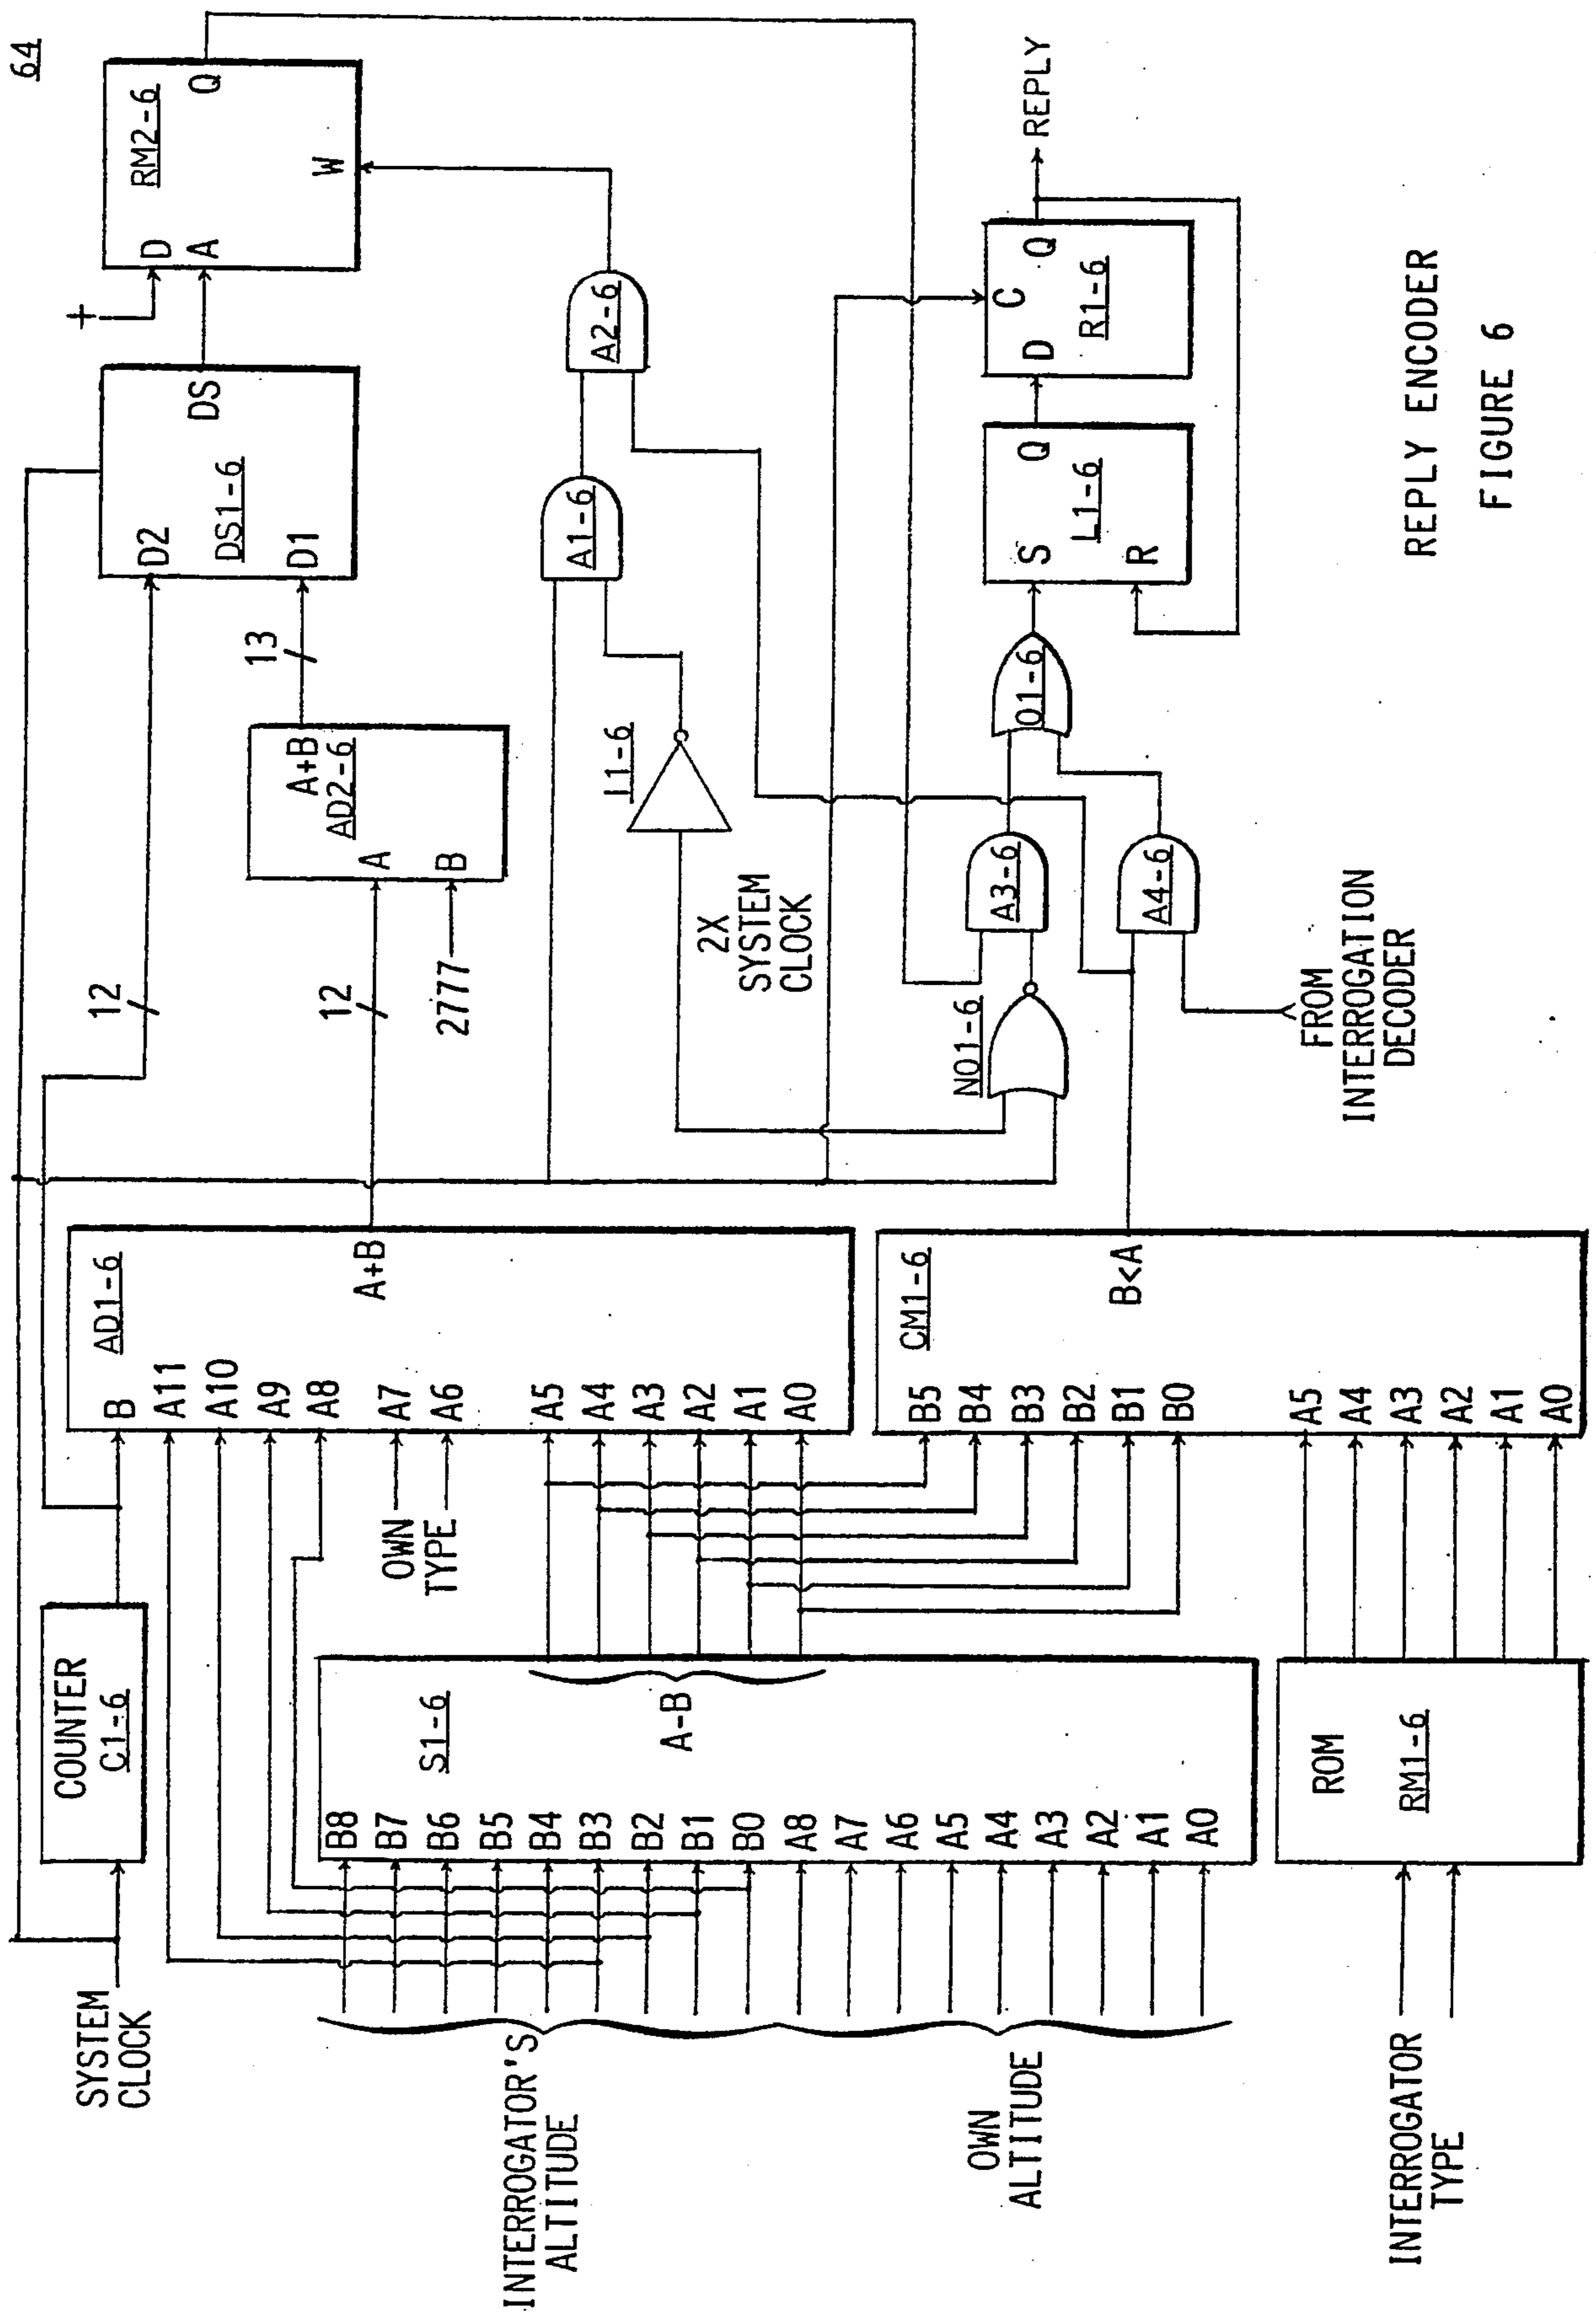 64
SYSTEM
CLOCK
COUNTER
C1-6
INTERROGATOR'S
ALTITUDE
OWN
ALTITUDE
INTERROGATOR
TYPE
B8
B7
B6
B5
B4
B3
B2
B1
B0
A8
A7
A6
A5
A4
A3
A2
A1
A0
S1-6
A-B
ROM
RM1-6
OWN
TYPE
B
A11
A10
A9
A8
A7
A6
A5
A4
A3
A2
A1
A0
AD1-6
A+B
B5
B4
B3
B2
B1
B0
A5
A4
A3
A2
A1
A0
CM1-6
B<A
12
12
2777
A
B
A+B
AD2-6
13
2X
SYSTEM
CLOCK
I1-6
NO1-6
FROM
INTERROGATION
DECODER
A3-6
A4-6
O1-6
D2
D1
DS1-6
DS
A1-6
A2-6
+
D
A
RM2-6
W
Q
S
R
L1-6
Q
D
C
R1-6
Q
REPLY
REPLY ENCODER
FIGURE 6